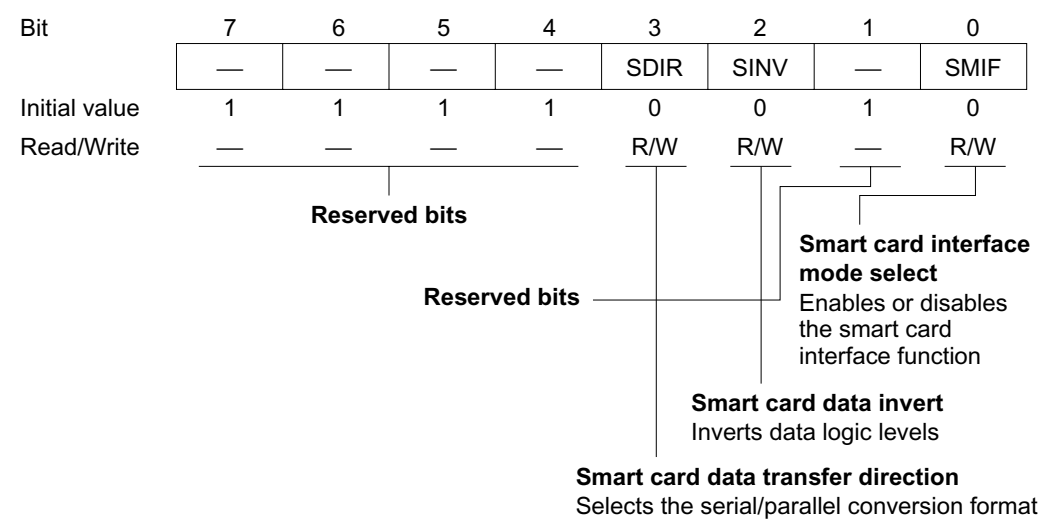 Bit 7 6 5 4 3 2 1 0
— — — — SDIR SINV — SMIF
Initial value 1 1 1 1 0 0 1 0
Read/Write — — — — R/W R/W — R/W
Reserved bits
Smart card interface
mode select
Enables or disables
the smart card
interface function
Reserved bits
Smart card data invert
Inverts data logic levels
Smart card data transfer direction
Selects the serial/parallel conversion format